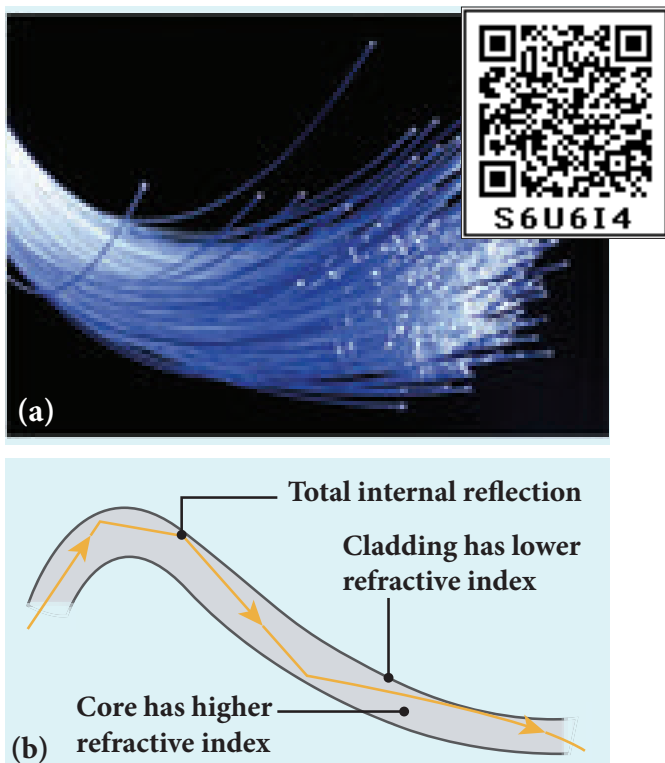 S6U6I4
(a)
Total internal reflection
Cladding has lower
refractive index
Core has higher
refractive index
(b)